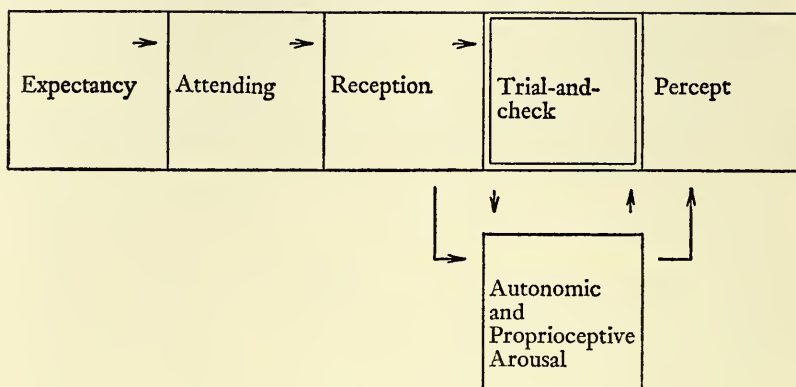 Expectancy
Attending
Reception
Trial-and-
check
Percept
Autonomic
and
Proprioceptive
Arousal